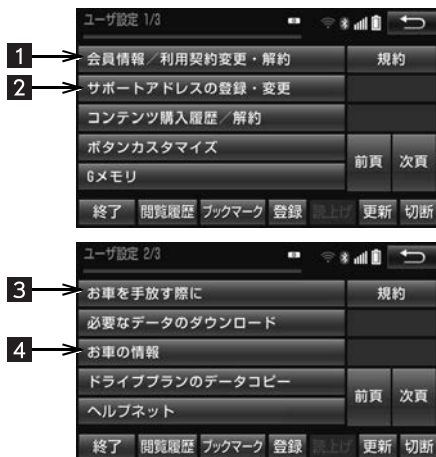 ユーザ設定 1/3
1
会員情報／利用契約変更・解約
規約
2
サポートアドレスの登録・変更
コンテンツ購入履歴／解約
ボタンカスタマイズ
前頁 次頁
Gメモリ
終了 閲覧履歴 ブックマーク 登録 読上げ 更新 切断
ユーザ設定 2/3
3
お車を手放す際に
規約
必要なデータのダウンロード
4
お車の情報
ドライブプランのデータコピー
前頁 次頁
ヘルプネット
終了 閲覧履歴 ブックマーク 登録 読上げ 更新 切断